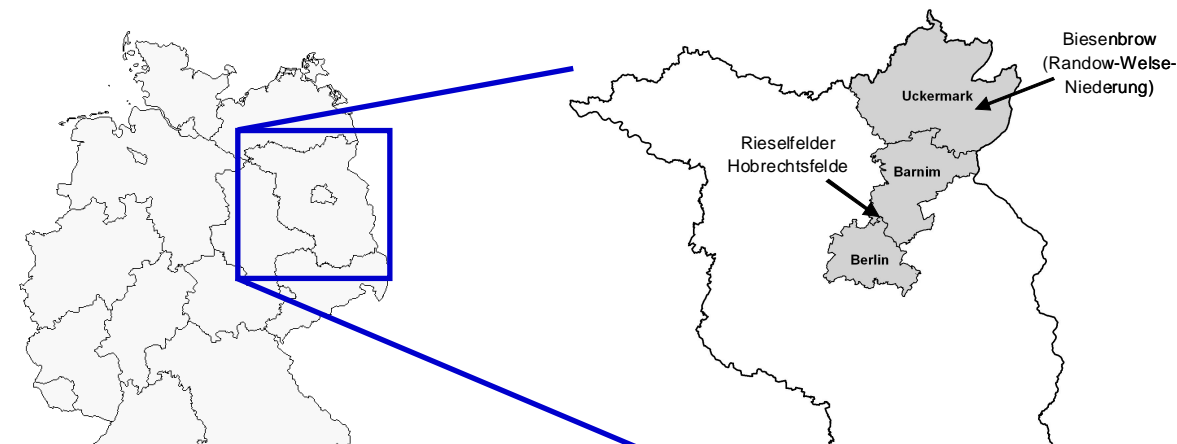 Biesenbrow
(Randow-Welse-
Niederung)
Uckermark
Rieselfelder
Hobrechtsfelde
Barnim
Berlin